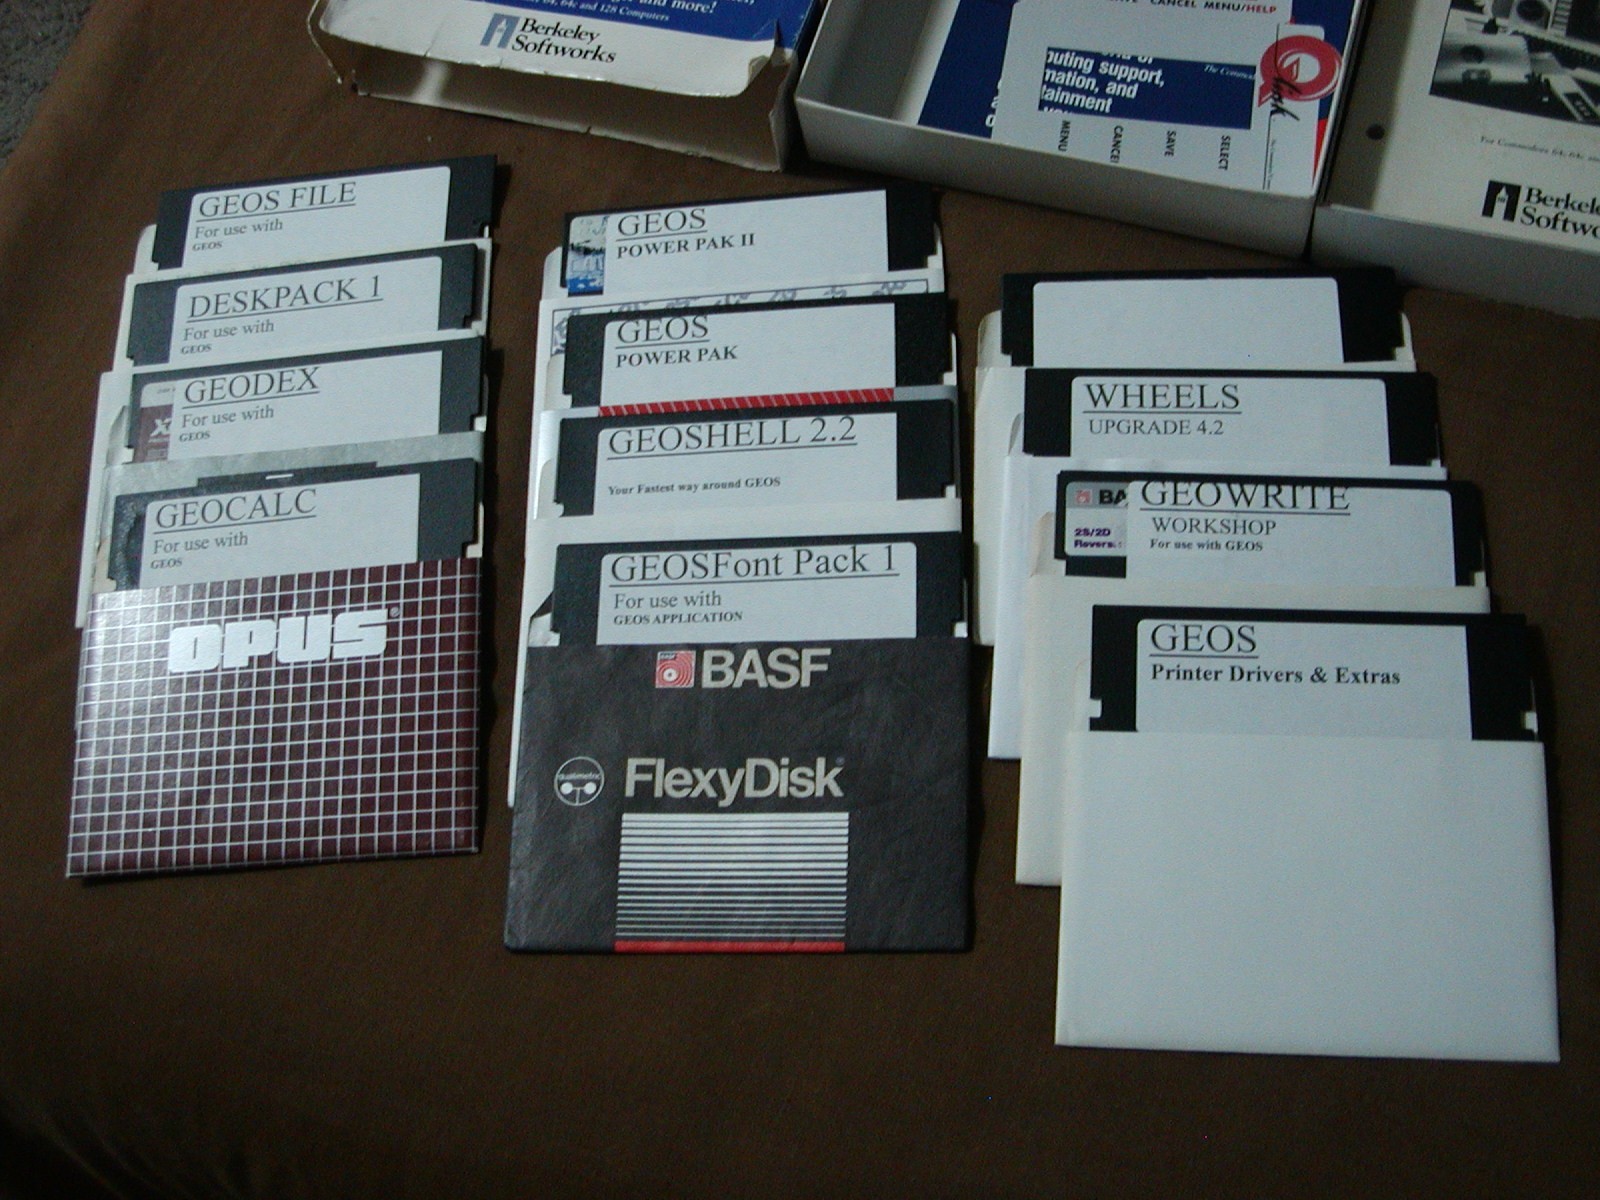 and more!
64, 64c and 128 Computers
Berkeley
Softworks
CANCEL MENU/HELP
puting support,
mation, and
tainment
The
MENU
CANCEL
SAVE
SELECT
Q
link
For Commodore 64, 64c
Berkele
Softwo
GEOS FILE
For use with
GEOS
DESKPACK 1
For use with
GEOS
GEODEX
For use with
GEOS
GEOCALC
For use with
GEOS
OPUS®
GEOS
POWER PAK II
GEOS
POWER PAK
GEOSHELL 2.2
Your Fastest way around GEOS
GEOSFont Pack 1
For use with
GEOS APPLICATION
BASF
qualimetric
FlexyDisk
WHEELS
UPGRADE 4.2
BA
2S/2D
GEOWRITE
WORKSHOP
For use with GEOS
GEOS
Printer Drivers & Extras